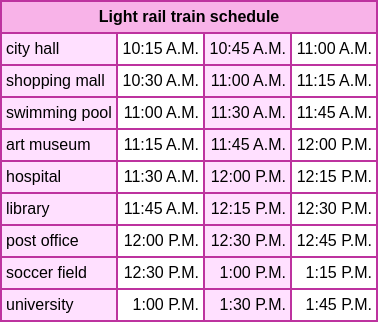 Light rail train schedule
city hall 10:15 A.M. 10:45 A.M. 11:00 A.M.
shopping mall 10:30 A.M. 11:00 A.M. 11:15 A.M.
swimming pool 11:00 A.M. 11:30 A.M. 11:45 A.M.
art museum 11:15 A.M. 11:45 A.M. 12:00 P.M.
hospital 11:30 A.M. 12:00 P.M. 12:15 P.M.
library 11:45 A.M. 12:15 P.M. 12:30 P.M.
post office 12:00 P.M. 12:30 P.M. 12:45 P.M.
soccer field 12:30 P.M. 1:00 P.M. 1:15 P.M.
university 1:00 P.M. 1:30 P.M. 1:45 P.M.